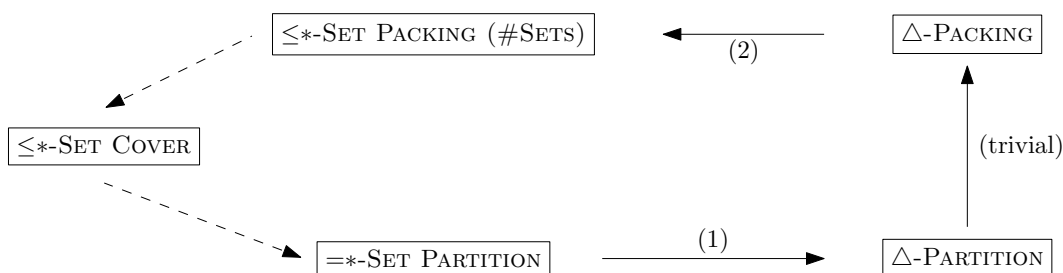 ≤∗-SET PACKING (#SETS)
△-PACKING
(2)
≤∗-SET COVER
(trivial)
(1)
=∗-SET PARTITION
△-PARTITION